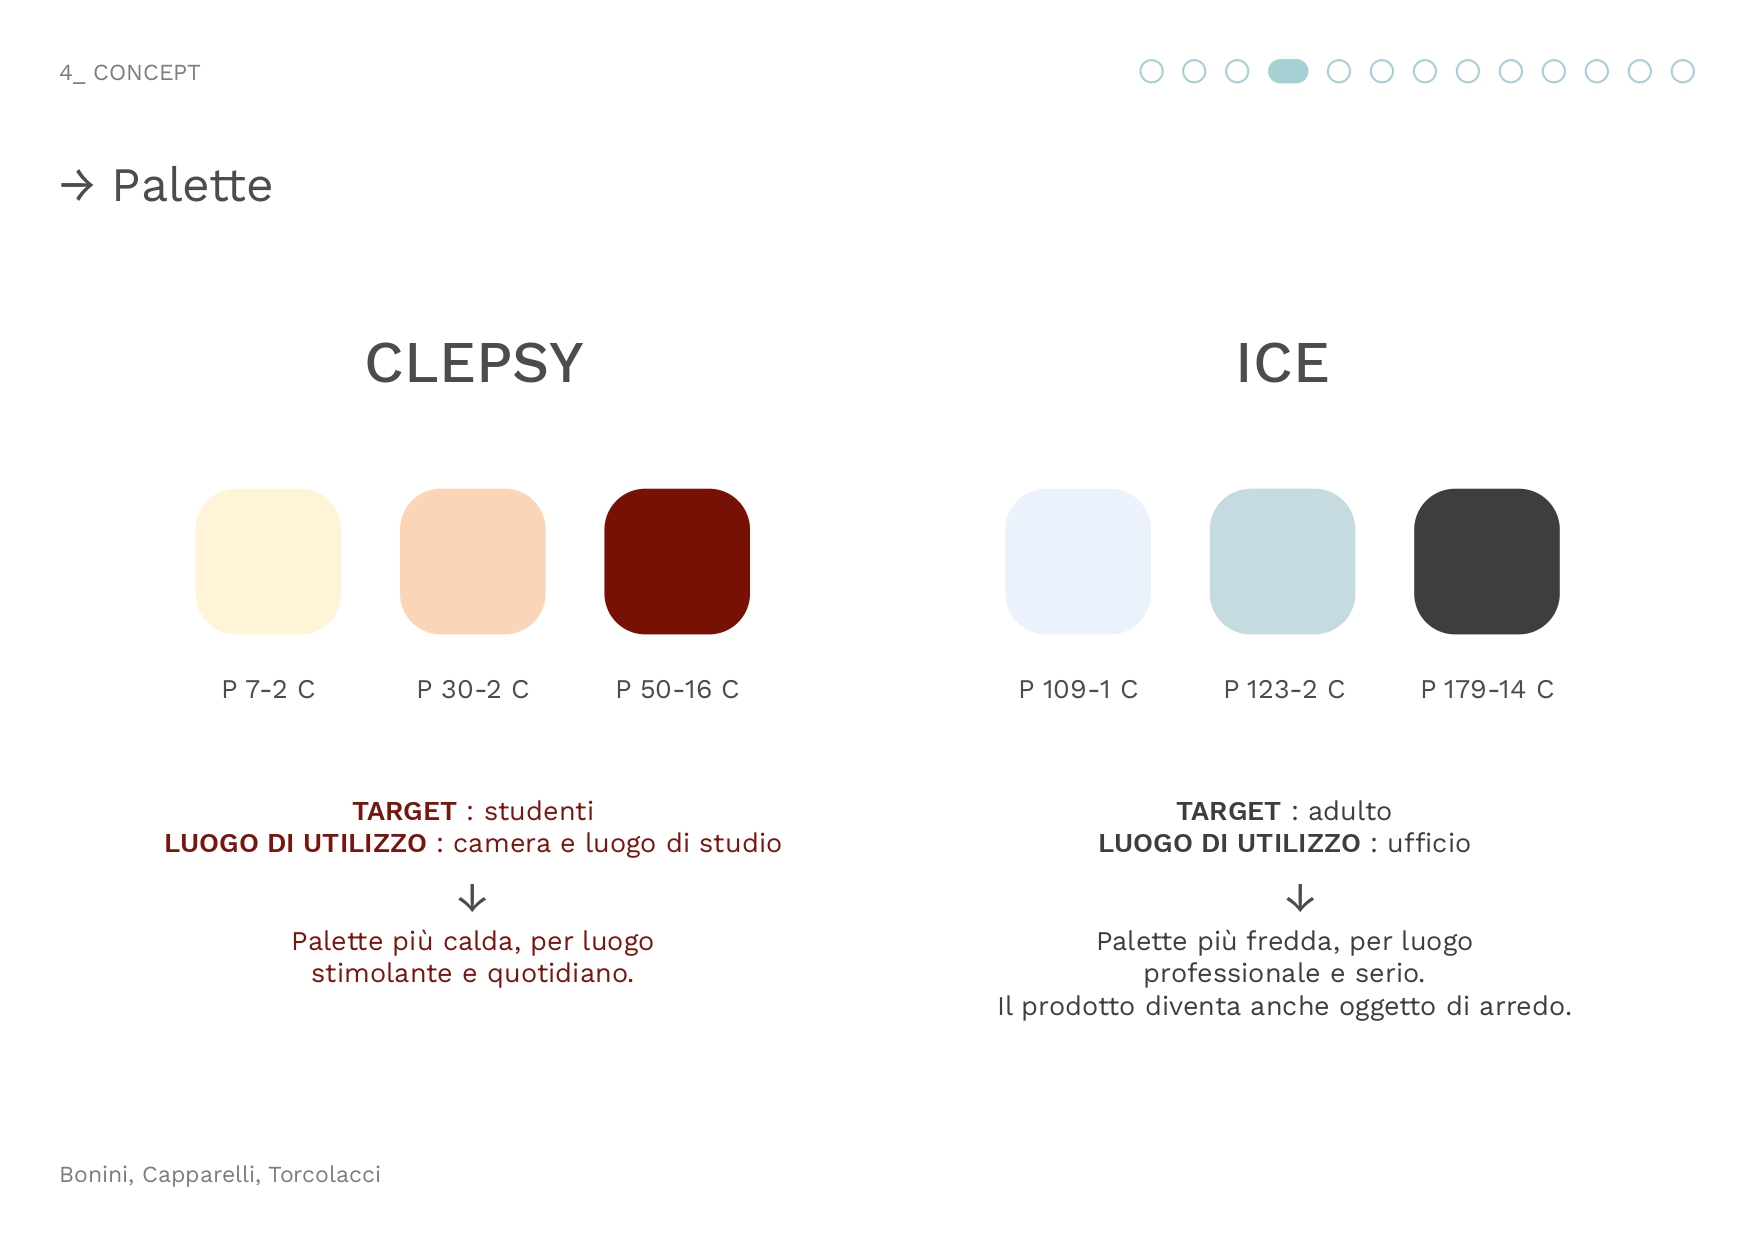 4_ CONCEPT
→ Palette
CLEPSY
P 7-2 C
P 30-2 C
P 50-16 C
TARGET : studenti
LUOGO DI UTILIZZO : camera e luogo di studio
↓
Palette più calda, per luogo
stimolante e quotidiano.
ICE
P 109-1 C
P 123-2 C
P 179-14 C
TARGET : adulto
LUOGO DI UTILIZZO : ufficio
↓
Palette più fredda, per luogo
professionale e serio.
Il prodotto diventa anche oggetto di arredo.
Bonini, Capparelli, Torcolacci